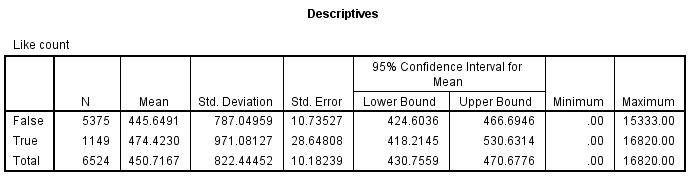 Descriptives
Like count
95% Confidence Interval for
Mean
N Mean Std. Deviation Std. Error Lower Bound Upper Bound Minimum Maximum
False 5375 445.6491 787.04959 10.73527 424.6036 466.6946 .00 15333.00
True 1149 474.4230 971.08127 28.64808 418.2145 530.6314 .00 16820.00
Total 6524 450.7167 822.44452 10.18239 430.7559 470.6776 .00 16820.00